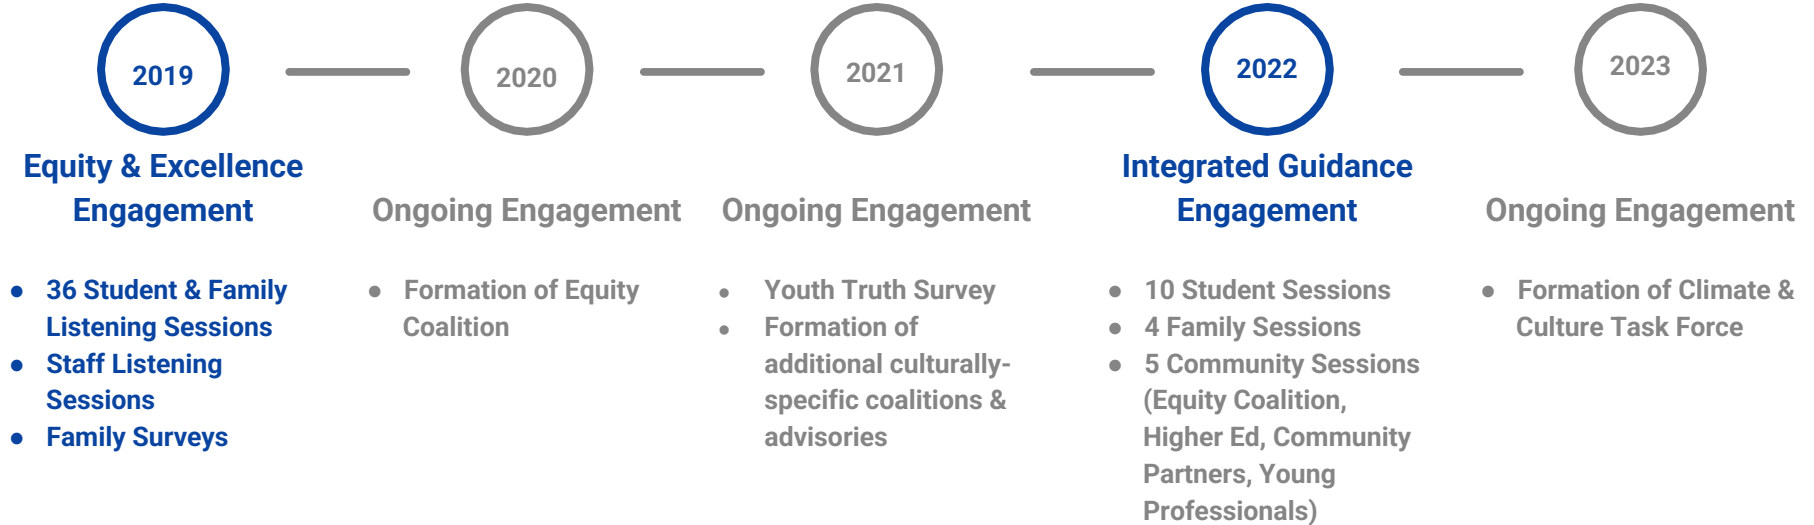 2019
Equity & Excellence
Engagement
● 36 Student & Family
Listening Sessions
● Staff Listening
Sessions
● Family Surveys
2020
Ongoing Engagement
● Formation of Equity
Coalition
2021
Ongoing Engagement
● Youth Truth Survey
● Formation of
additional culturally-
specific coalitions &
advisories
2022
Integrated Guidance
Engagement
● 10 Student Sessions
● 4 Family Sessions
● 5 Community Sessions
(Equity Coalition,
Higher Ed, Community
Partners, Young
Professionals)
2023
Ongoing Engagement
● Formation of Climate &
Culture Task Force